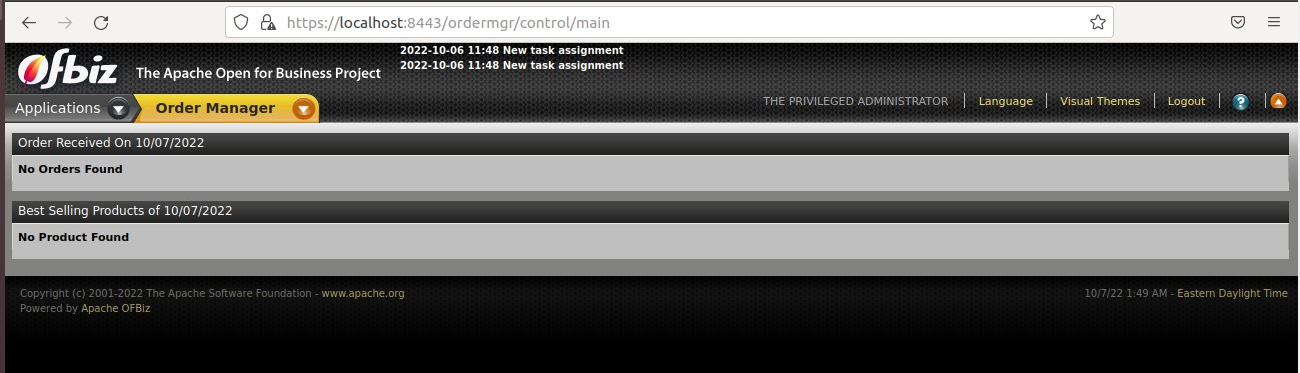 https://localhost:8443/ordermgr/control/main
2022-10-06 11:48 New task assignment
2022-10-06 11:48 New task assignment
Ofbiz The Apache Open for Business Project
Applications Order Manager THE PRIVILEGED ADMINISTRATOR Language Visual Themes Logout ?
Order Received On 10/07/2022
No Orders Found
Best Selling Products of 10/07/2022
No Product Found
Copyright (c) 2001-2022 The Apache Software Foundation - www.apache.org 10/7/22 1:49 AM - Eastern Daylight Time
Powered by Apache OFBiz